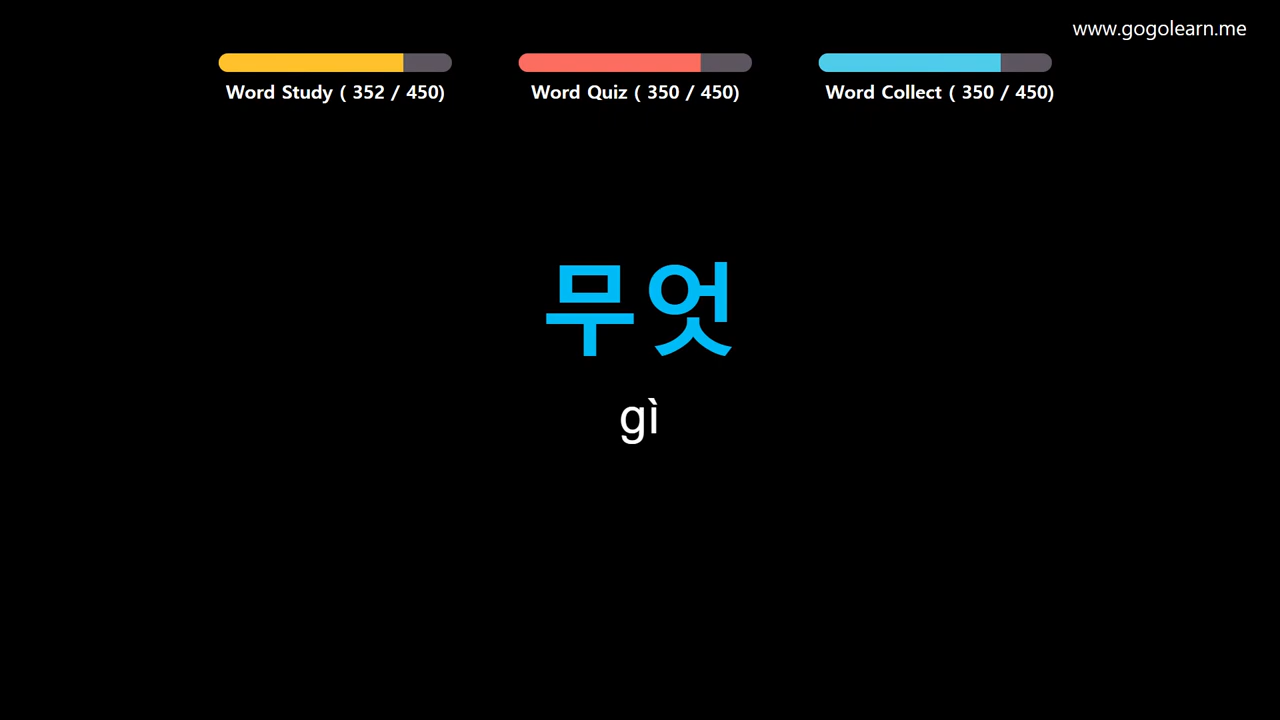 www.gogolearn.me
Word Study ( 352 / 450)
Word Quiz ( 350 / 450)
Word Collect ( 350 / 450)
무엇
gì